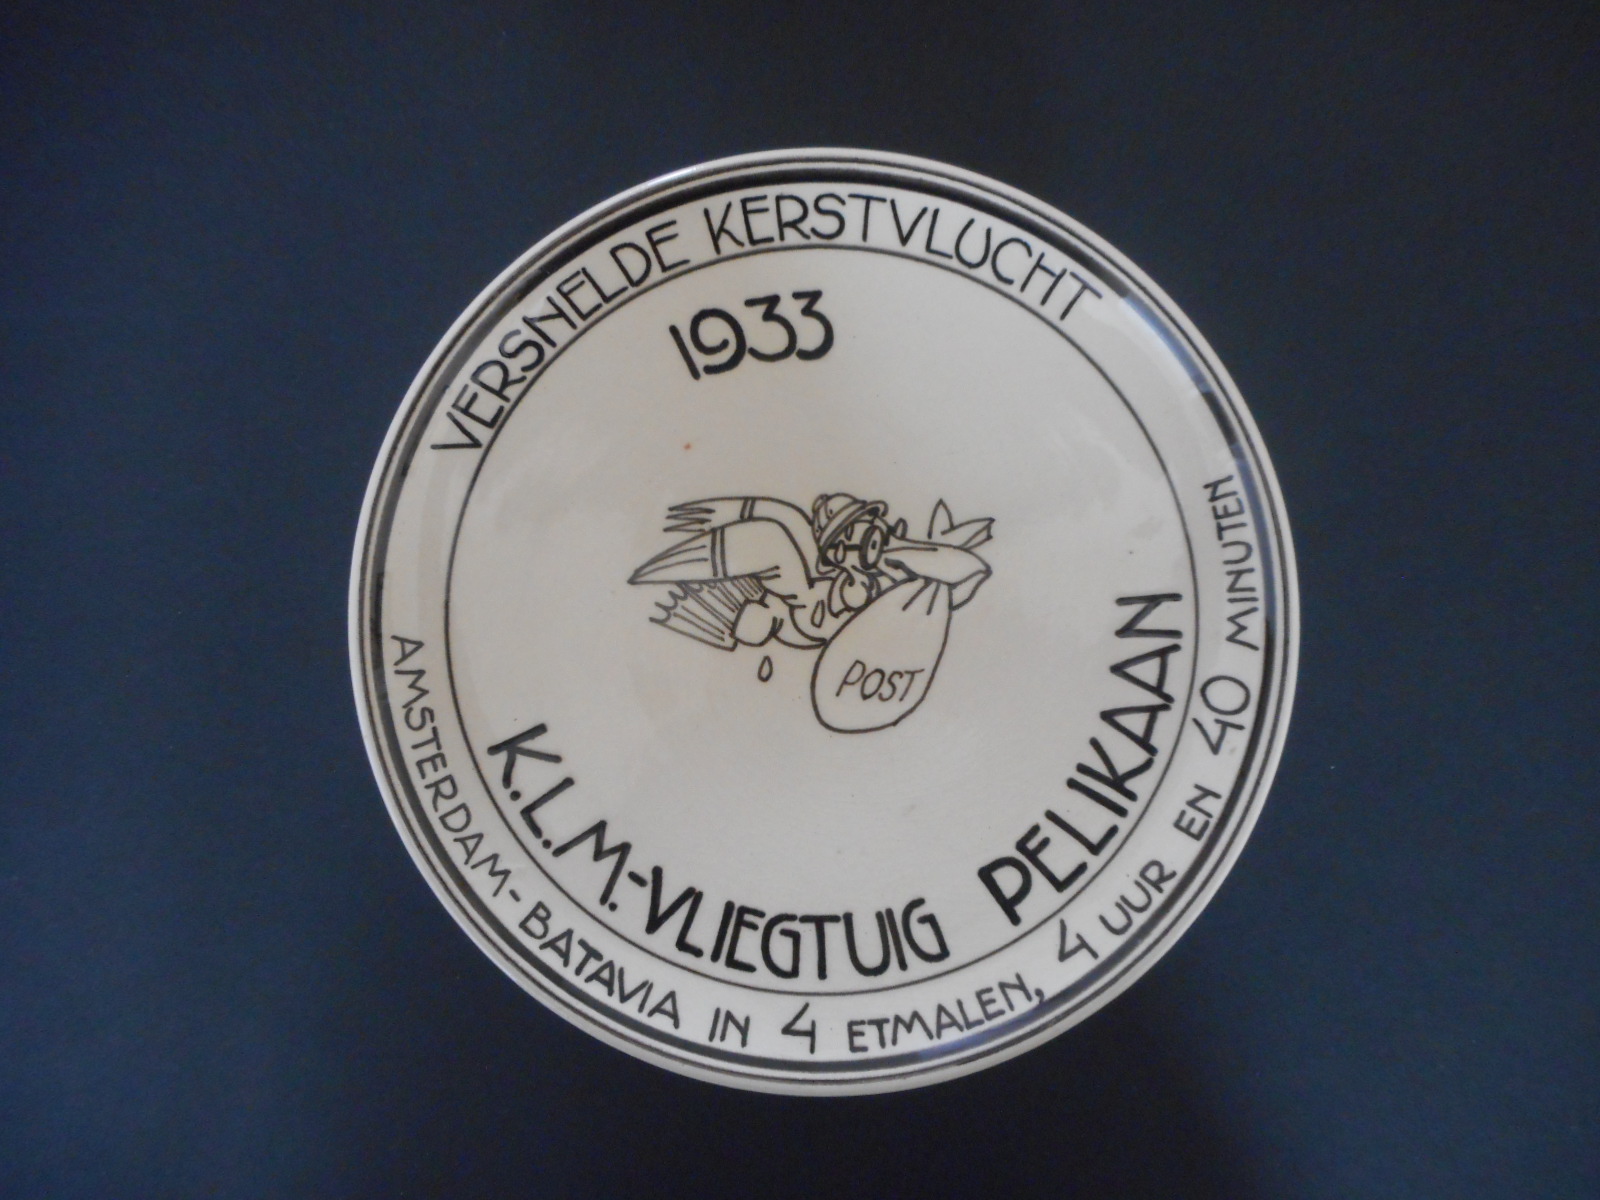 VERSNELDE KERSTVLUCHT
1933
POST
K.L.M.-VLIEGTUIG PELIKAAN
AMSTERDAM-BATAVIA IN 4 ETMALEN, 4 UUR EN 40 MINUTEN